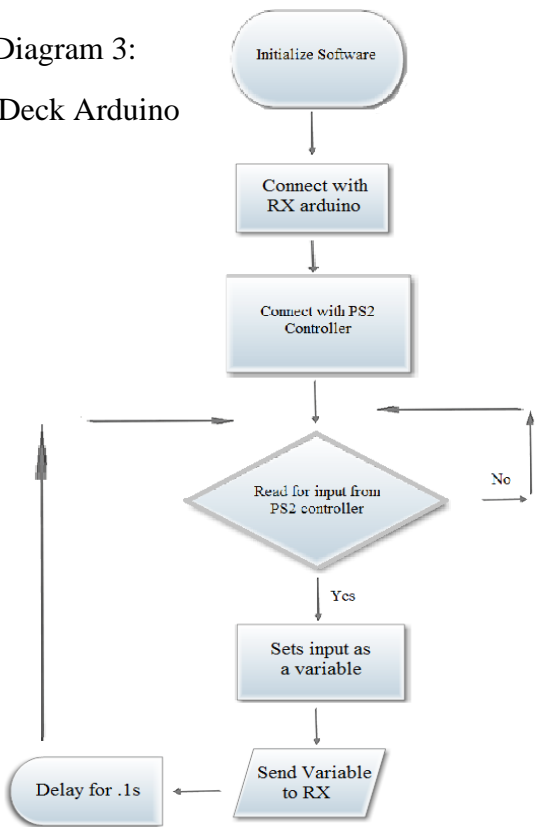 Diagram 3:
Deck Arduino
Initialize Software
Connect with
RX arduino
Connect with PS2
Controller
Read for input from
PS2 controller
No
Yes
Sets input as
a variable
Send Variable
to RX
Delay for .1s